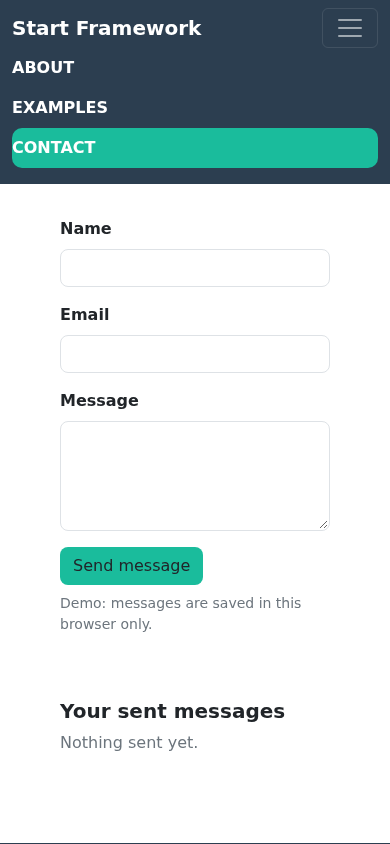 Start Framework
ABOUT
EXAMPLES
CONTACT
Name
Email
Message
Send message
Demo: messages are saved in this
browser only.
Your sent messages
Nothing sent yet.